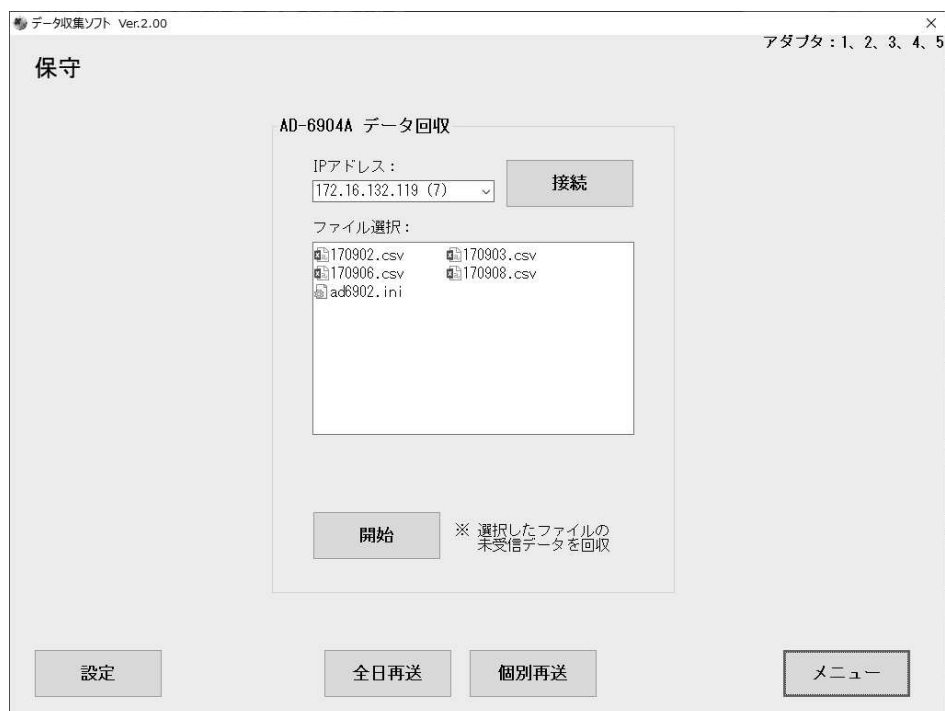 データ収集ソフト Ver.2.00
アダプタ：1、2、3、4、5
保守
AD-6904A データ回収
IPアドレス：
172.16.132.119 (7)
接続
ファイル選択：
170902.csv 170903.csv
170906.csv 170908.csv
ad6902.ini
開始
※ 選択したファイルの
未受信データを回収
設定
全日再送
個別再送
メニュー